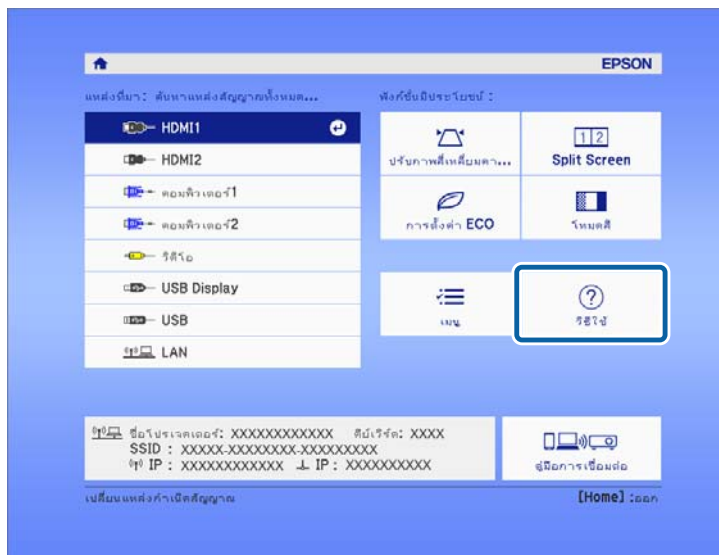 EPSON
แหล่งที่มา: ค้นหาแหล่งสัญญาณทั้งหมด...
ฟังก์ชั่นมีประโยชน์ :
HDMI1
HDMI2
คอมพิวเตอร์1
คอมพิวเตอร์2
วิดีโอ
USB Display
USB
LAN
ปรับภาพสี่เหลี่ยมคา...
1 2
Split Screen
การตั้งค่า ECO
โหมดสี
เมนู
?
วิธีใช้
ชื่อโปรเจคเตอร์: XXXXXXXXXXXX คีย์เวิร์ด: XXXX
SSID : XXXXX-XXXXXXXX-XXXXXXXXX
IP : XXXXXXXXXXXX IP : XXXXXXXXXX
คู่มือการเชื่อมต่อ
เปลี่ยนแหล่งกำเนิดสัญญาณ
[Home] :ออก